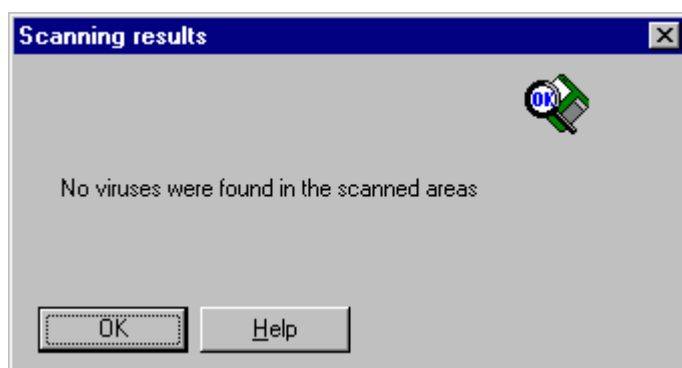 Scanning results
OK
No viruses were found in the scanned areas
OK
Help